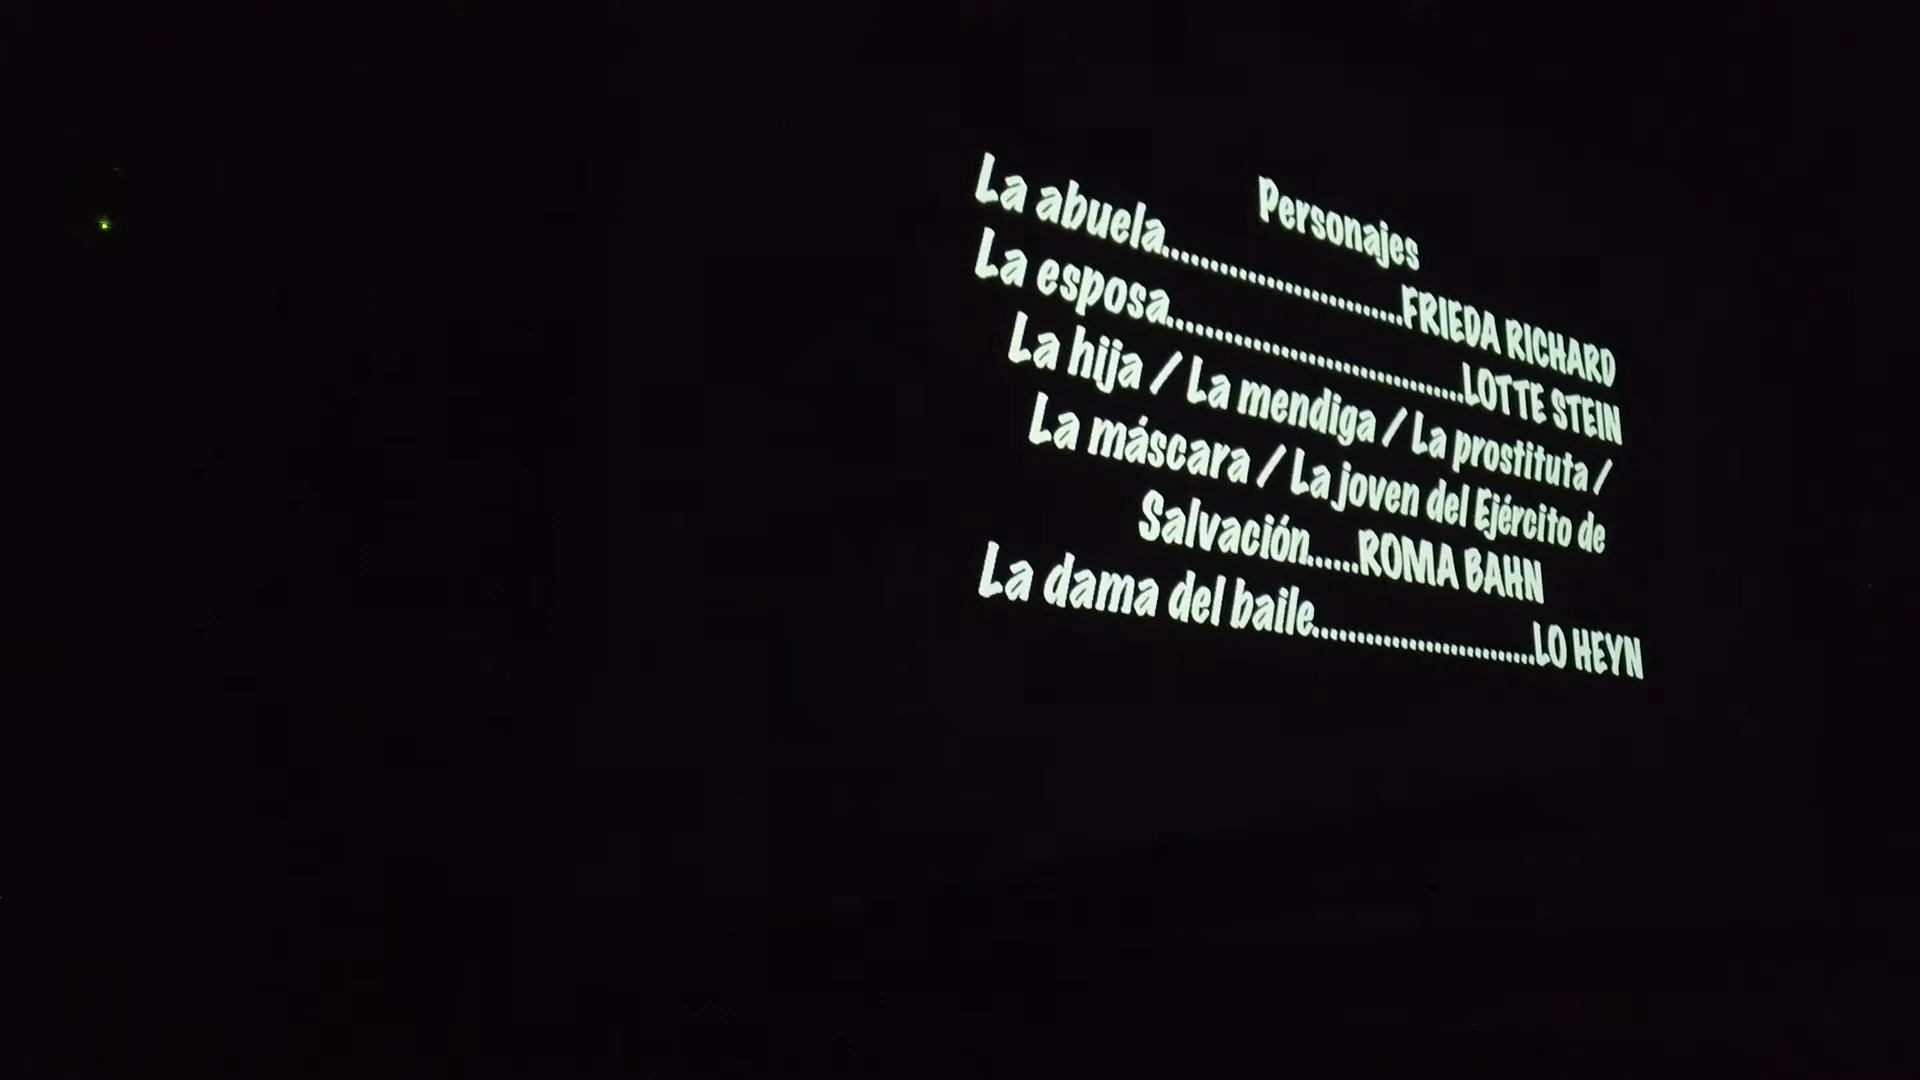 Personajes
La abuela..........................FRIEDA RICHARD
La esposa.................................LOTTE STEIN
La hija / La mendiga / La prostituta /
La máscara / La joven del Ejército de
Salvación......ROMA BAHN
La dama del baile.........................LO HEYN